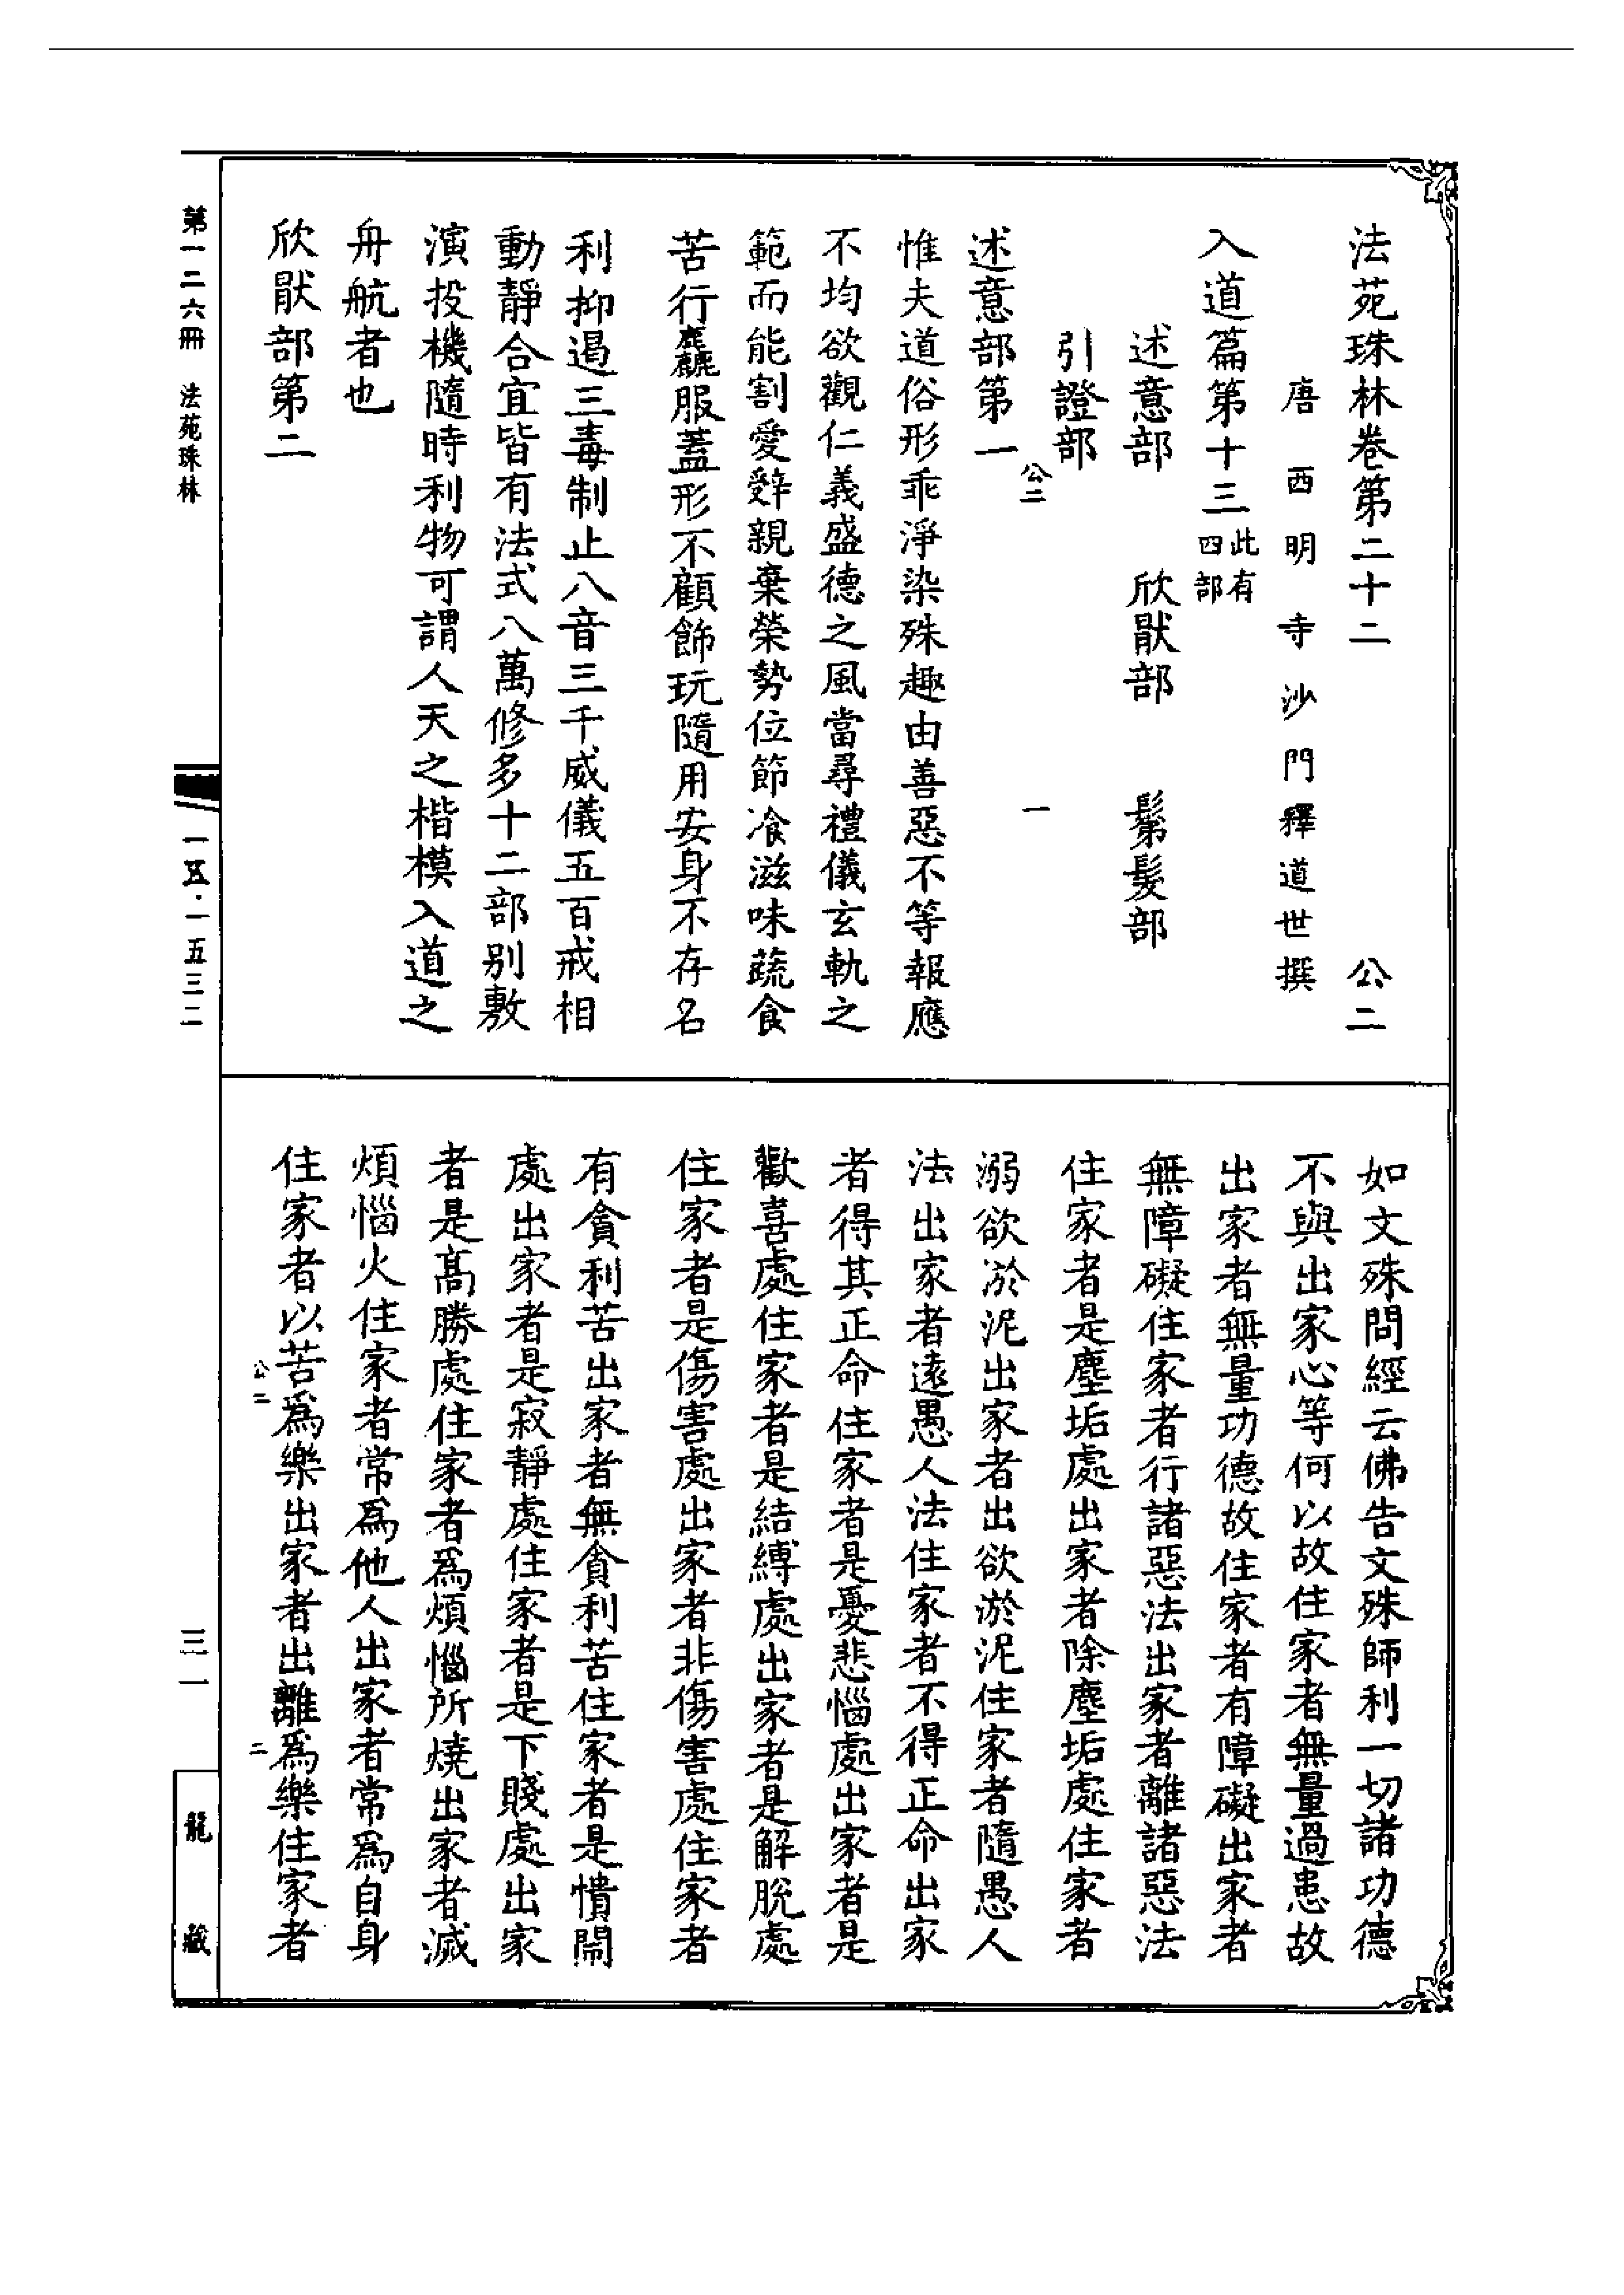 法苑珠林卷第二十二　公二
唐西明寺沙門釋道世撰
入道篇第十三此有四部
述意部　欣猒部　鬀髮部
引證部
公二　一
述意部第一
惟夫道俗形乖淨染殊趣由善惡不等報應
不均欲觀仁義盛德之風當尋禮儀玄軌之
範而能割愛辤親棄榮勢位節飡滋味蔬食
苦行麤服蓋形不顧飾玩隨用安身不存名
利抑遏三毒制止八音三千威儀五百戒相
動靜合宜皆有法式八萬修多十二部別敷
演投機隨時利物可謂人天之楷模入道之
舟航者也
欣猒部第二
如文殊問經云佛告文殊師利一切諸功德
不與出家心等何以故住家者無量過患故
出家者無量功德故住家者有障礙出家者
無障礙住家者行諸惡法出家者離諸惡法
住家者是塵垢處出家者除塵垢處住家者
溺欲淤泥出家者出欲淤泥住家者隨愚人
法出家者遠愚人法住家者不得正命出家
者得其正命住家者是憂悲惱處出家者是
歡喜處住家者是結縛處出家者是解脫處
住家者是傷害處出家者非傷害處住家者
有貪利苦出家者無貪利苦住家者是憒閙
處出家者是寂靜處住家者是下賤處出家
者是高勝處住家者爲煩惱所燒出家者滅
煩惱火住家者常爲他人出家者常爲自身
住家者以苦爲樂出家者出離爲樂住家者
公二　二
第一二六冊　法苑珠林
一五·一五三二
三一
龍藏